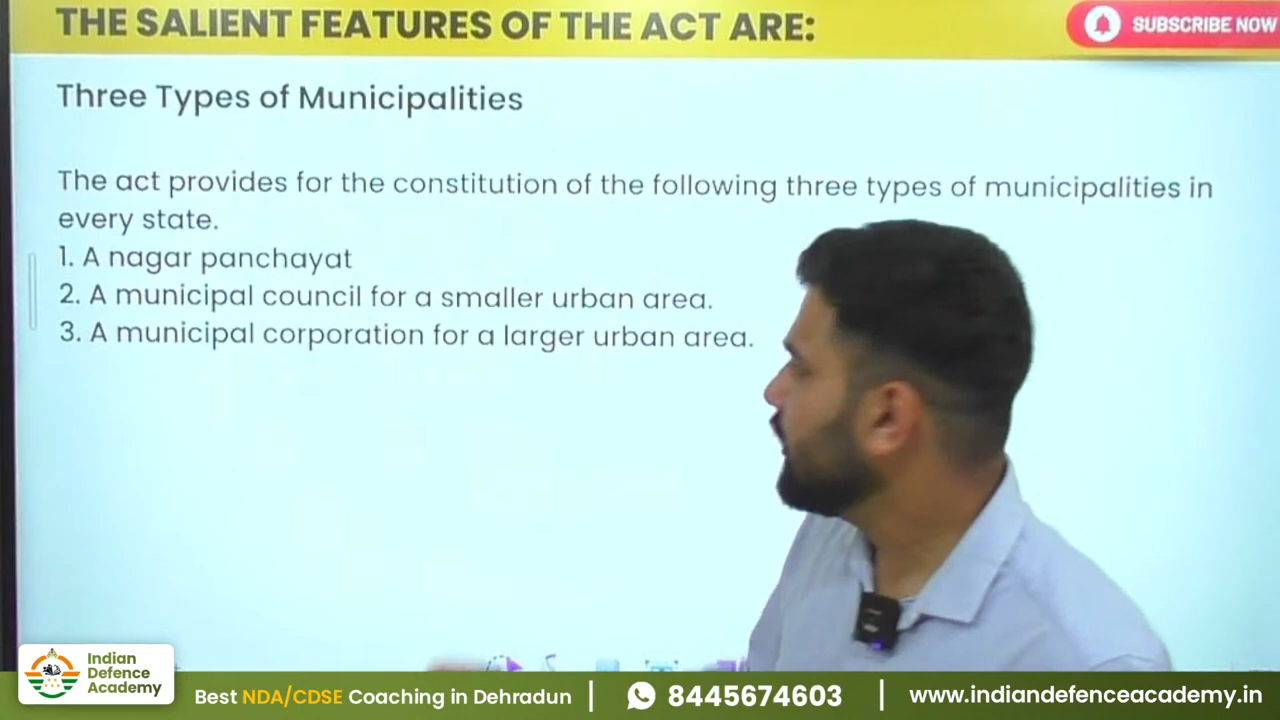 THE SALIENT FEATURES OF THE ACT ARE:
SUBSCRIBE NOW
Three Types of Municipalities
The act provides for the constitution of the following three types of municipalities in
every state.
1. A nagar panchayat
2. A municipal council for a smaller urban area.
3. A municipal corporation for a larger urban area.
Indian
Defence
Academy
Best NDA/CDSE Coaching in Dehradun | 8445674603 | www.indiandefenceacademy.in